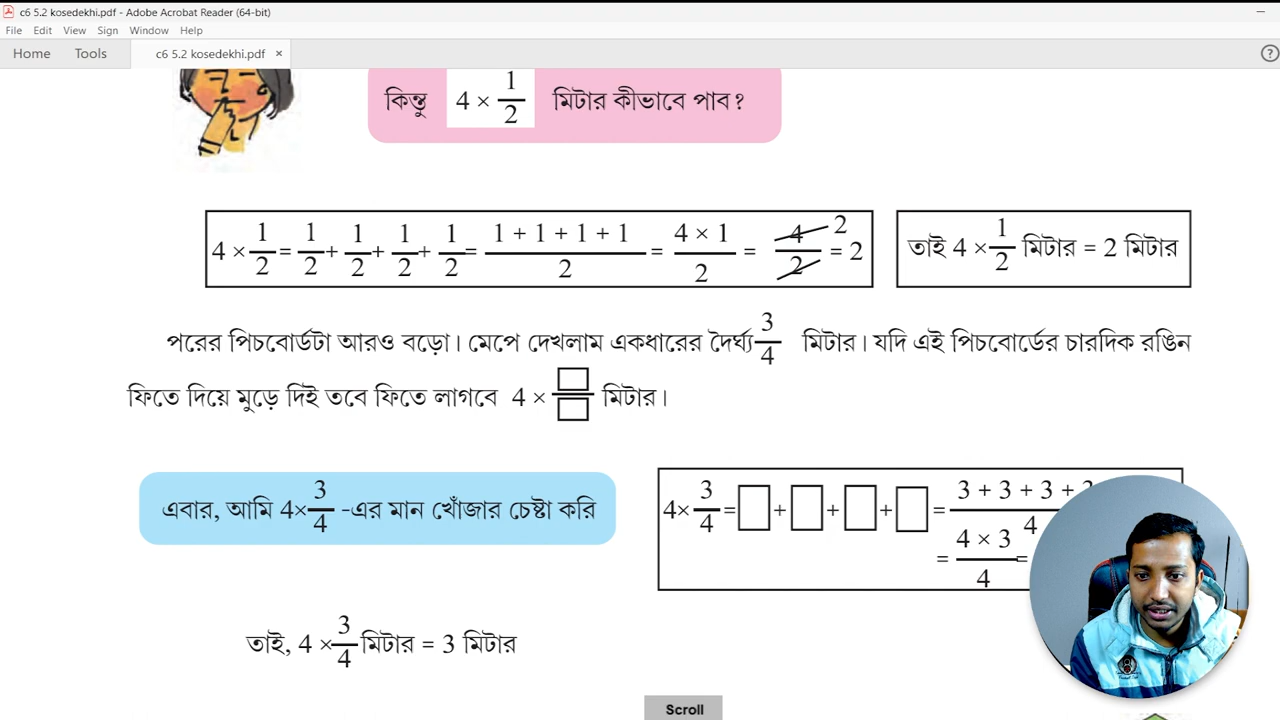 c6 5.2 kosedekhi.pdf - Adobe Acrobat Reader (64-bit)
File Edit View Sign Window Help
Home Tools c6 5.2 kosedekhi.pdf ×
কিন্তু 4 × 1/2 মিটার কীভাবে পাব?
4 × 1/2 = 1/2 + 1/2 + 1/2 + 1/2 = (1 + 1 + 1 + 1)/2 = (4 × 1)/2 = 4/2 2 = 2
তাই 4 × 1/2 মিটার = 2 মিটার
পরের পিচবোর্ডটা আরও বড়ো। মেপে দেখলাম একধারের দৈর্ঘ্য 3/4 মিটার। যদি এই পিচবোর্ডের চারদিক রঙিন
ফিতে দিয়ে মুড়ে দিই তবে ফিতে লাগবে 4 × □/□ মিটার।
এবার, আমি 4× 3/4 -এর মান খোঁজার চেষ্টা করি
4× 3/4 = □ + □ + □ + □ = 3 + 3 + 3 + / 4
= (4 × 3)/4 =
তাই, 4 × 3/4 মিটার = 3 মিটার
Scroll